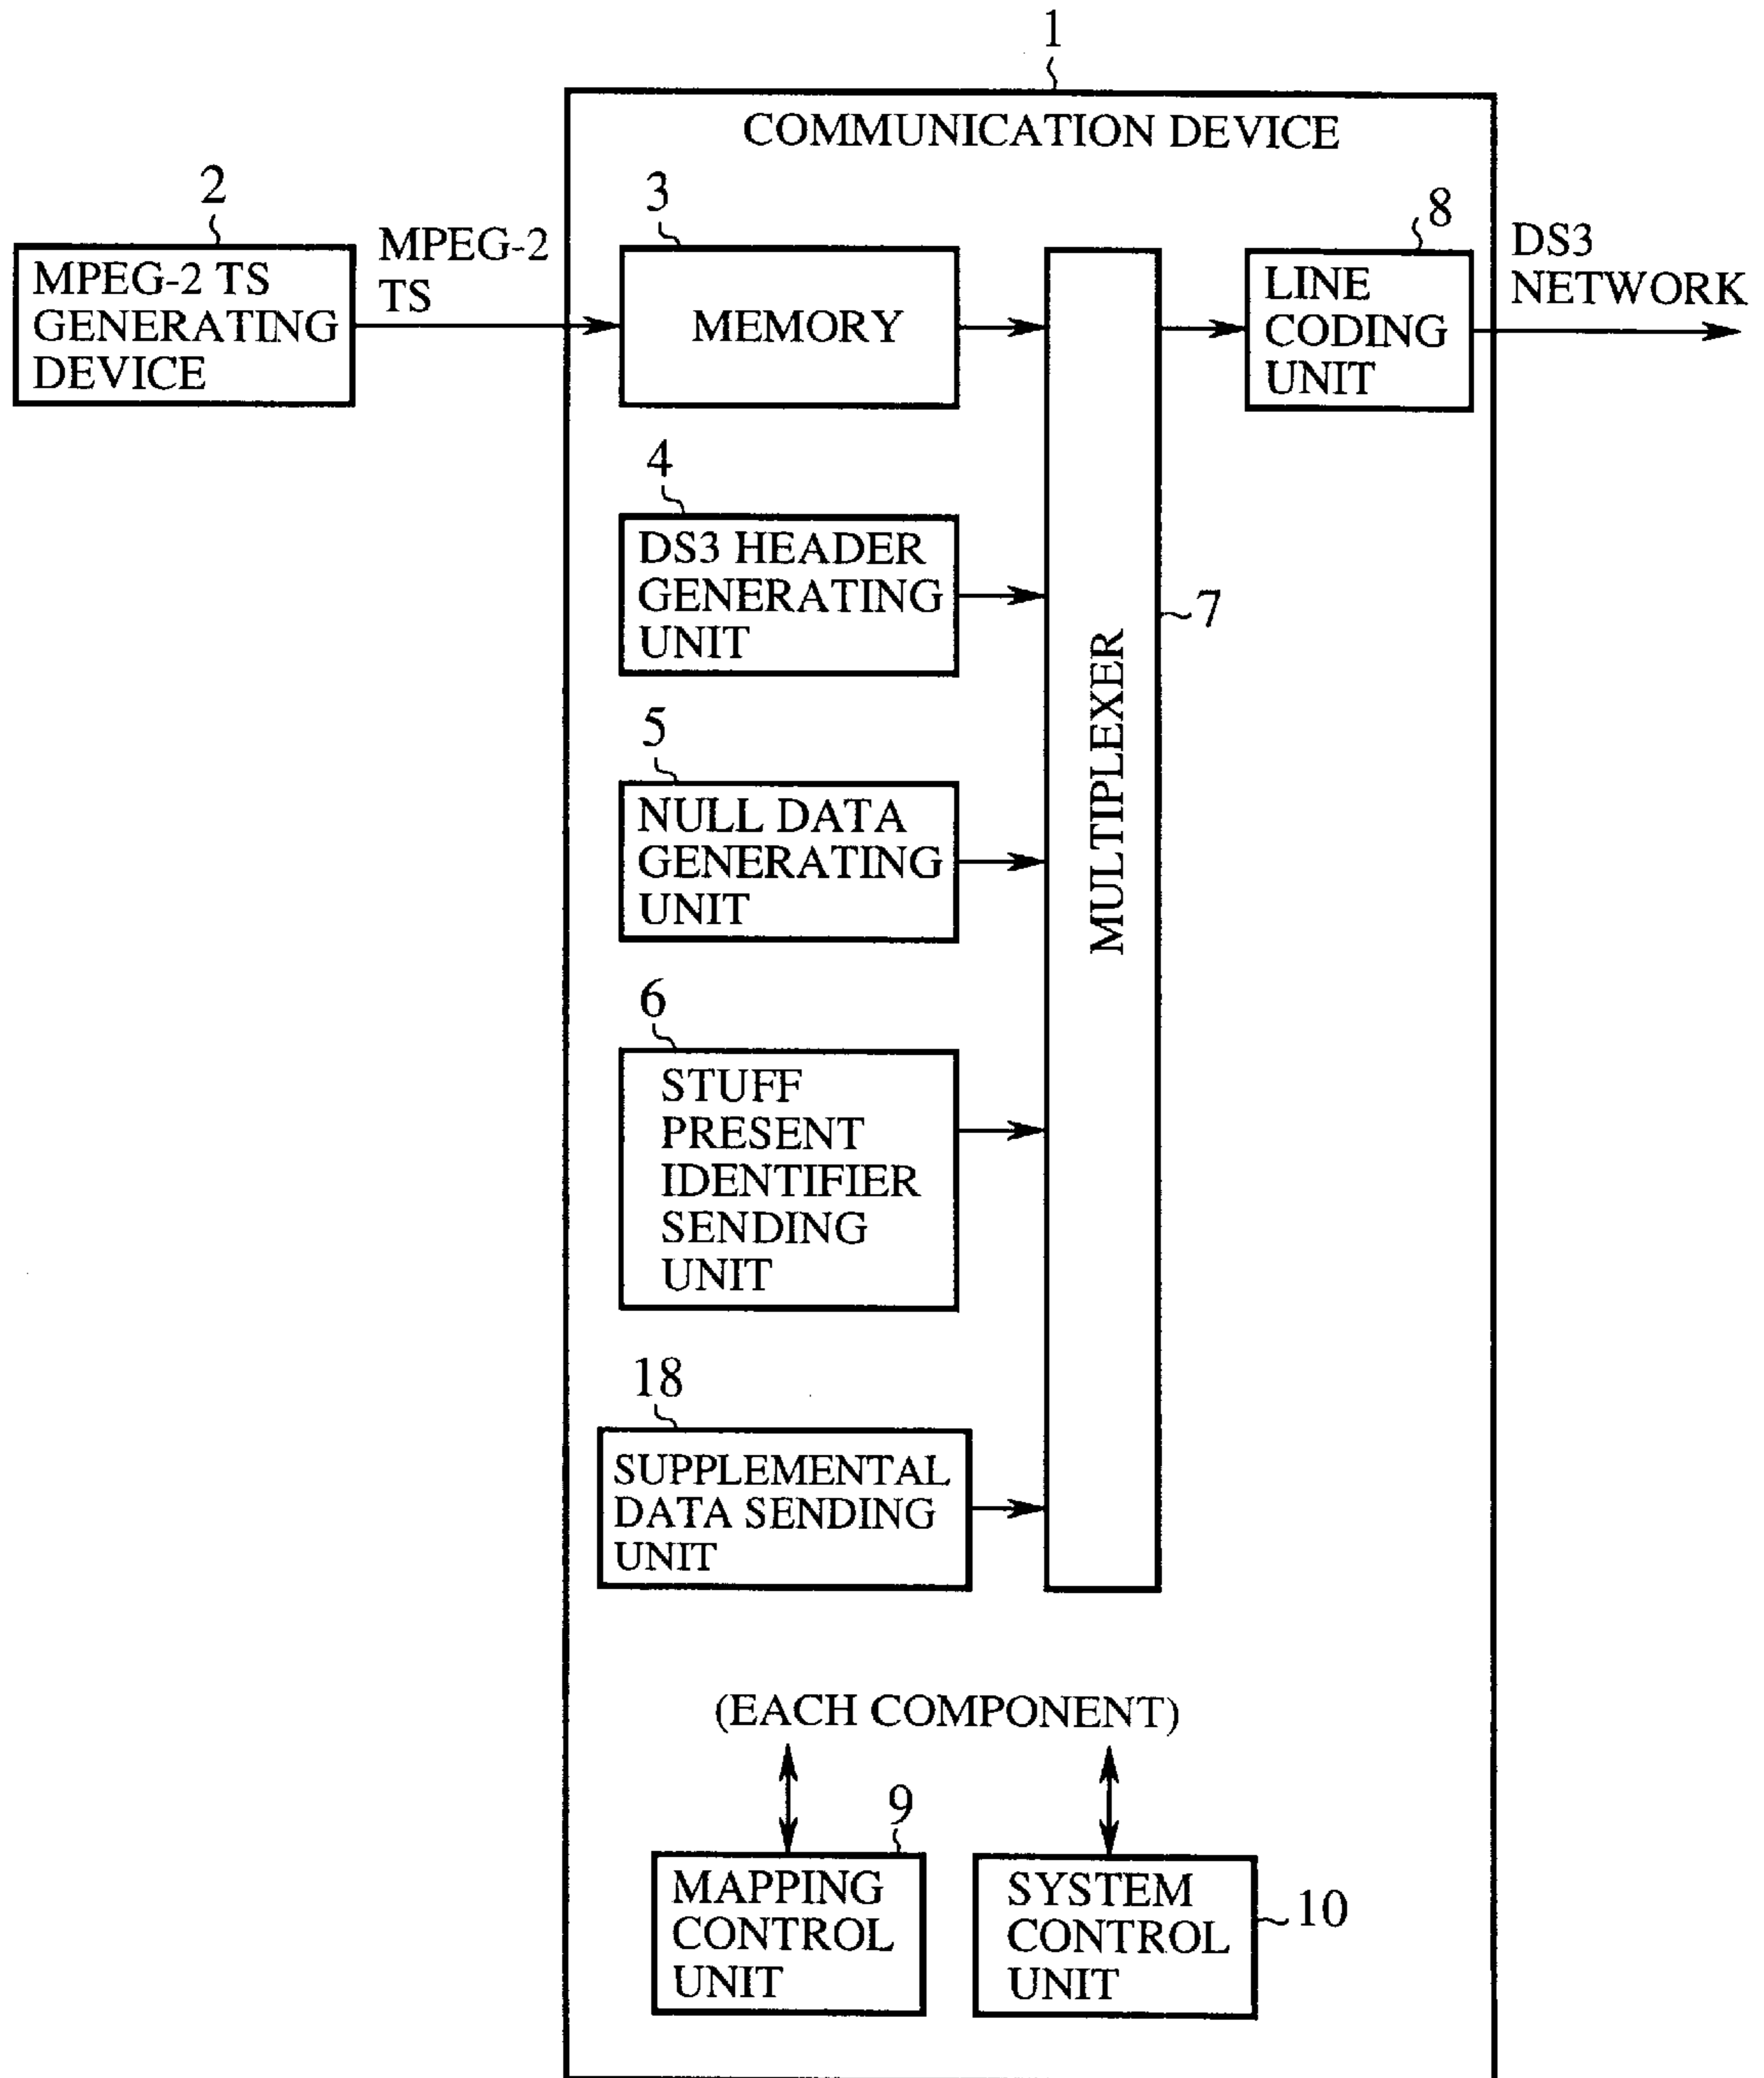 1
COMMUNICATION DEVICE
2
MPEG-2 TS
GENERATING
DEVICE
MPEG-2
TS
3
MEMORY
8
LINE
CODING
UNIT
DS3
NETWORK
4
DS3 HEADER
GENERATING
UNIT
7
MULTIPLEXER
5
NULL DATA
GENERATING
UNIT
6
STUFF
PRESENT
IDENTIFIER
SENDING
UNIT
18
SUPPLEMENTAL
DATA SENDING
UNIT
(EACH COMPONENT)
9
MAPPING
CONTROL
UNIT
SYSTEM
CONTROL
UNIT
10